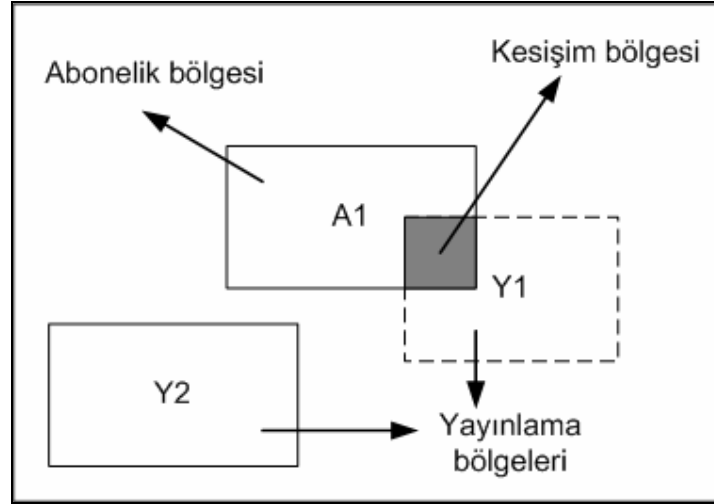 Kesişim bölgesi
Abonelik bölgesi
A1
Y1
Y2
Yayınlama
bölgeleri